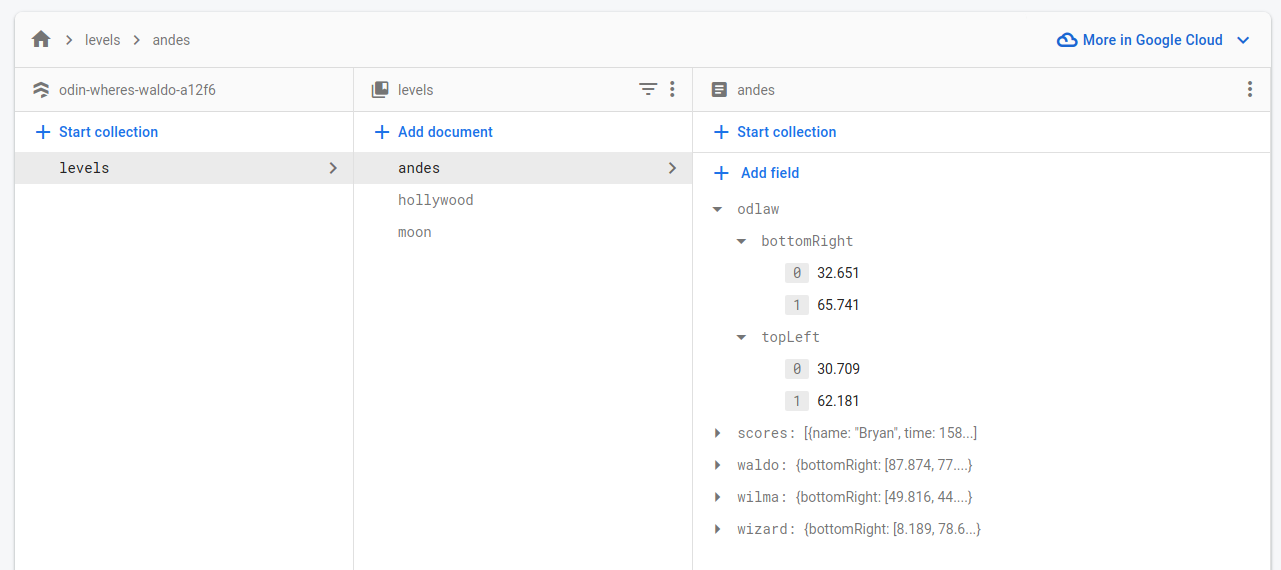 levels andes More in Google Cloud
odin-wheres-waldo-a12f6
Start collection
levels
levels
Add document
andes
hollywood
moon
andes
Start collection
Add field
odlaw
bottomRight
0 32.651
1 65.741
topLeft
0 30.709
1 62.181
scores: [{name: "Bryan", time: 158...]
waldo: {bottomRight: [87.874, 77....}
wilma: {bottomRight: [49.816, 44....}
wizard: {bottomRight: [8.189, 78.6...}